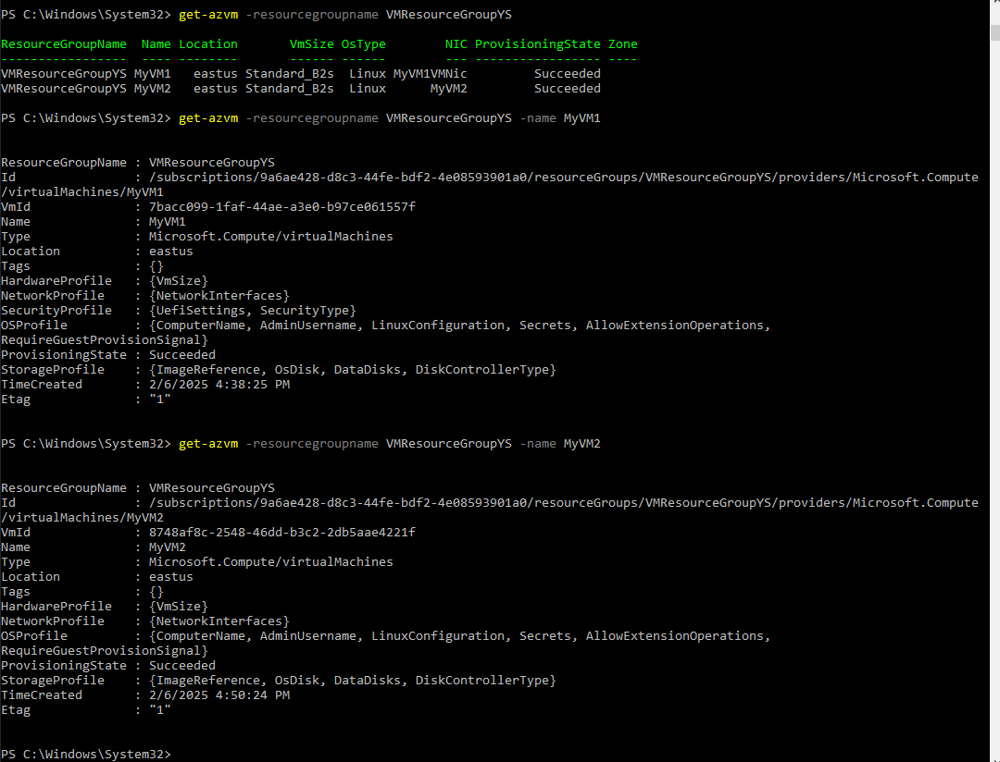 PS C:\Windows\System32> get-azvm -resourcegroupname VMResourceGroupYS
ResourceGroupName  Name Location       VmSize OsType        NIC ProvisioningState Zone
-----------------  ---- --------       ------ ------        --- ----------------- ----
VMResourceGroupYS MyVM1   eastus Standard_B2s  Linux MyVM1VMNic         Succeeded
VMResourceGroupYS MyVM2   eastus Standard_B2s  Linux      MyVM2         Succeeded
PS C:\Windows\System32> get-azvm -resourcegroupname VMResourceGroupYS -name MyVM1
ResourceGroupName : VMResourceGroupYS
Id                : /subscriptions/9a6ae428-d8c3-44fe-bdf2-4e08593901a0/resourceGroups/VMResourceGroupYS/providers/Microsoft.Compute
/virtualMachines/MyVM1
VmId              : 7bacc099-1faf-44ae-a3e0-b97ce061557f
Name              : MyVM1
Type              : Microsoft.Compute/virtualMachines
Location          : eastus
Tags              : {}
HardwareProfile   : {VmSize}
NetworkProfile    : {NetworkInterfaces}
SecurityProfile   : {UefiSettings, SecurityType}
OSProfile         : {ComputerName, AdminUsername, LinuxConfiguration, Secrets, AllowExtensionOperations,
RequireGuestProvisionSignal}
ProvisioningState : Succeeded
StorageProfile    : {ImageReference, OsDisk, DataDisks, DiskControllerType}
TimeCreated       : 2/6/2025 4:38:25 PM
Etag              : "1"
PS C:\Windows\System32> get-azvm -resourcegroupname VMResourceGroupYS -name MyVM2
ResourceGroupName : VMResourceGroupYS
Id                : /subscriptions/9a6ae428-d8c3-44fe-bdf2-4e08593901a0/resourceGroups/VMResourceGroupYS/providers/Microsoft.Compute
/virtualMachines/MyVM2
VmId              : 8748af8c-2548-46dd-b3c2-2db5aae4221f
Name              : MyVM2
Type              : Microsoft.Compute/virtualMachines
Location          : eastus
Tags              : {}
HardwareProfile   : {VmSize}
NetworkProfile    : {NetworkInterfaces}
OSProfile         : {ComputerName, AdminUsername, LinuxConfiguration, Secrets, AllowExtensionOperations,
RequireGuestProvisionSignal}
ProvisioningState : Succeeded
StorageProfile    : {ImageReference, OsDisk, DataDisks, DiskControllerType}
TimeCreated       : 2/6/2025 4:50:24 PM
Etag              : "1"
PS C:\Windows\System32>